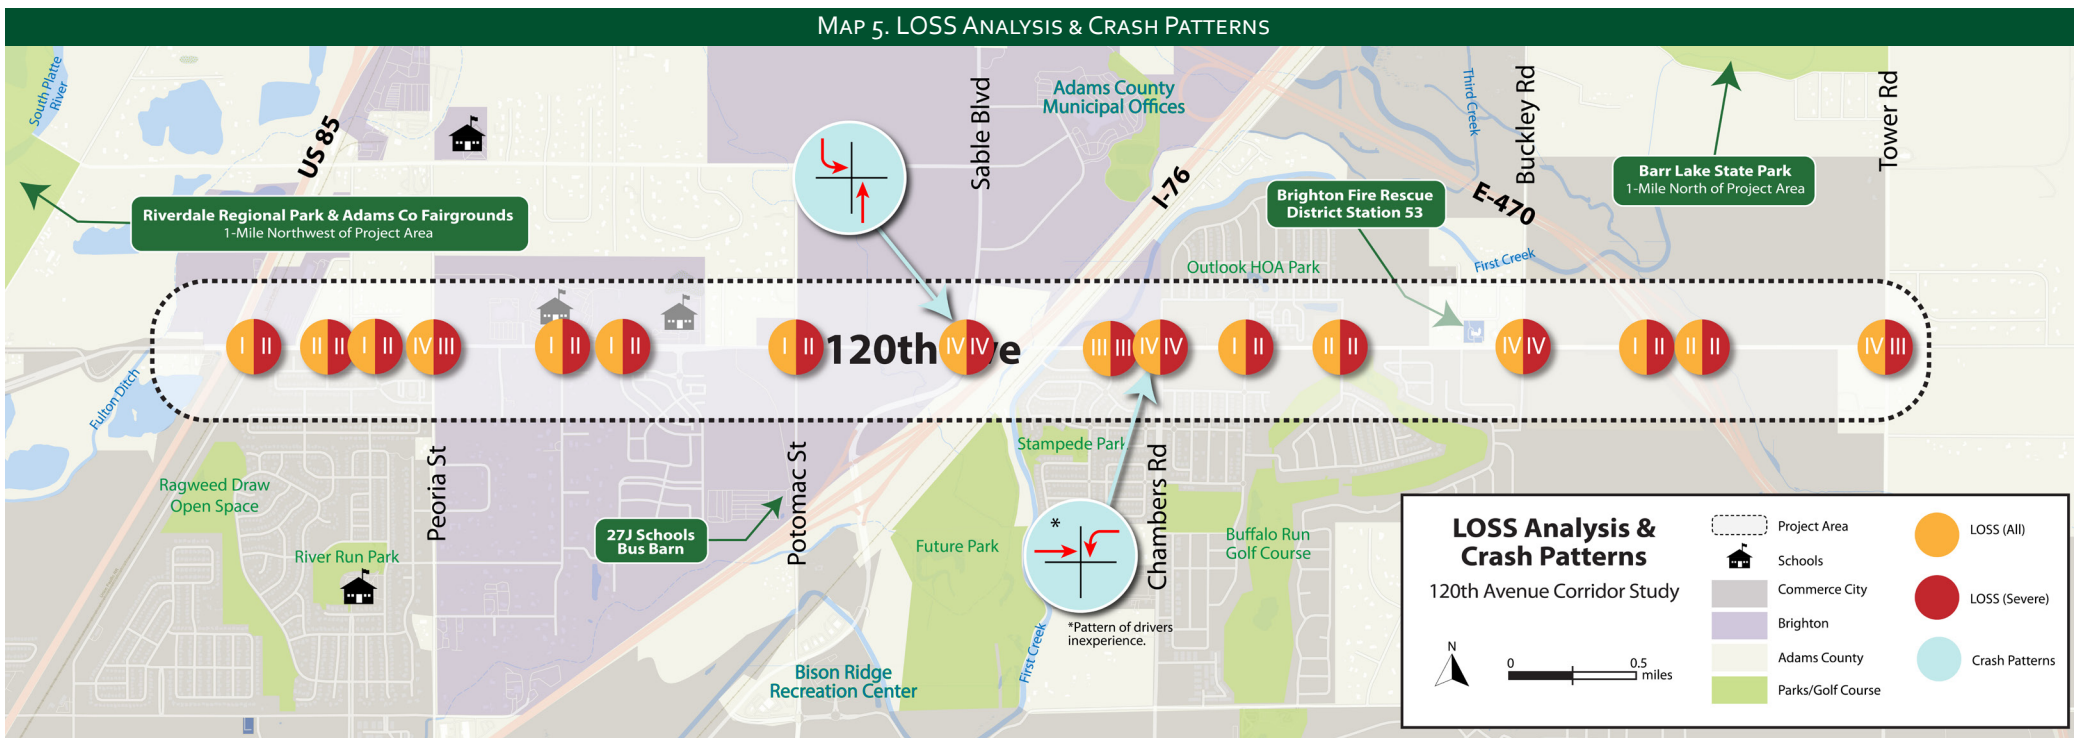 MAP 5. LOSS ANALYSIS & CRASH PATTERNS
South Platte
River
US 85
Sable Blvd
Adams County
Municipal Offices
I-76
Third Creek
Buckley Rd
E-470
Tower Rd
Barr Lake State Park
1-Mile North of Project Area
Brighton Fire Rescue
District Station 53
Riverdale Regional Park & Adams Co Fairgrounds
1-Mile Northwest of Project Area
First Creek
Outlook HOA Park
I II
II II
I II
IV III
I II
I II
I II
120th Ave
IV IV
III III
IV IV
I II
II II
IV IV
I II
II II
IV III
Fulton Ditch
Stampede Park
Peoria St
Potomac St
Chambers Rd
Ragweed Draw
Open Space
River Run Park
27J Schools
Bus Barn
Future Park
*
Buffalo Run
Golf Course
*Pattern of drivers
inexperience.
First Creek
Bison Ridge
Recreation Center
LOSS Analysis &
Crash Patterns
120th Avenue Corridor Study
N
0 0.5
miles
Project Area
Schools
Commerce City
Brighton
Adams County
Parks/Golf Course
LOSS (All)
LOSS (Severe)
Crash Patterns